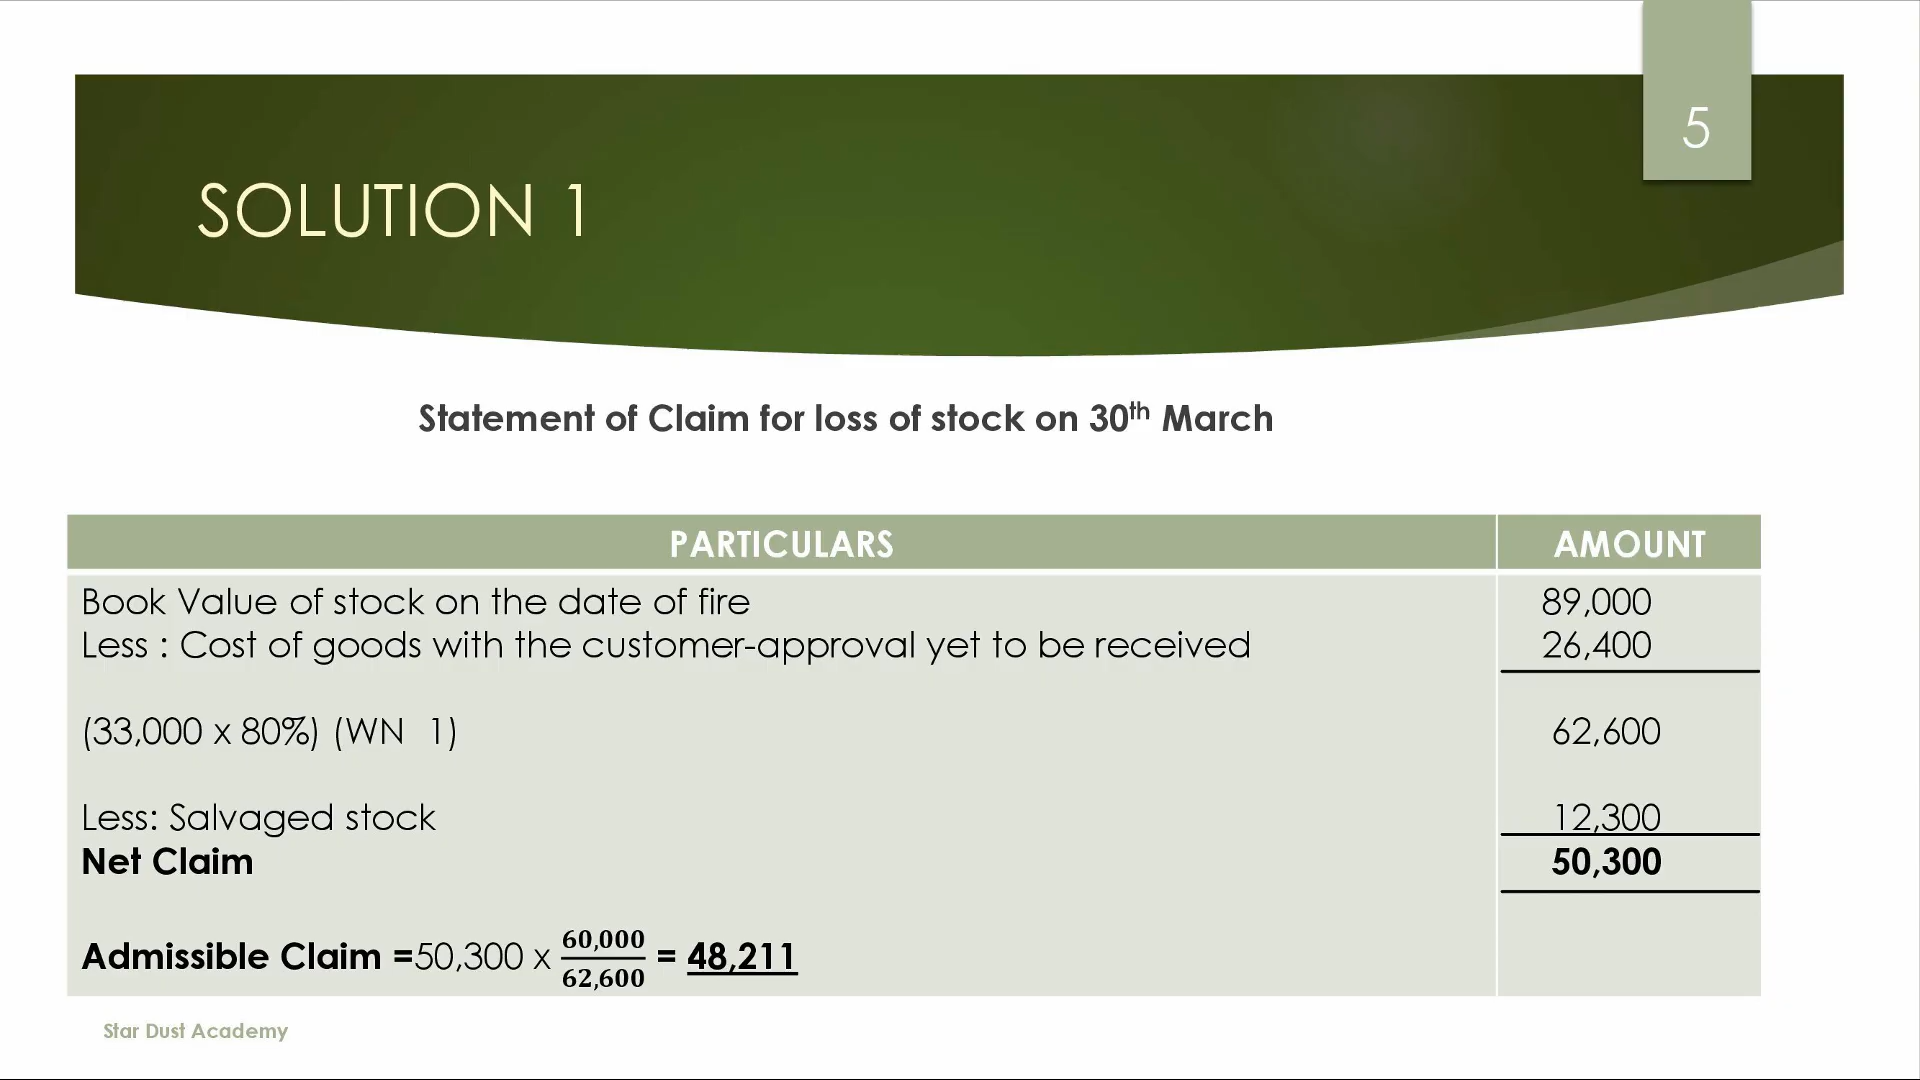 5
SOLUTION 1
Statement of Claim for loss of stock on 30th March
PARTICULARS AMOUNT
Book Value of stock on the date of fire 89,000
Less : Cost of goods with the customer-approval yet to be received 26,400
(33,000 x 80%) (WN 1) 62,600
Less: Salvaged stock 12,300
Net Claim 50,300
Admissible Claim =50,300 x 60,000/62,600 = 48,211
Star Dust Academy